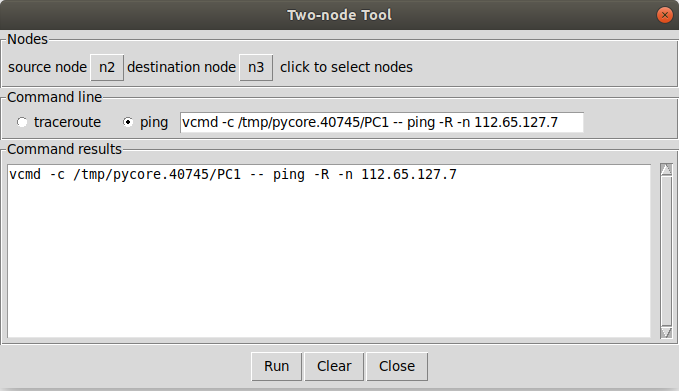 Two-node Tool
Nodes
source node n2 destination node n3 click to select nodes
Command line
traceroute ping vcmd -c /tmp/pycore.40745/PC1 -- ping -R -n 112.65.127.7
Command results
vcmd -c /tmp/pycore.40745/PC1 -- ping -R -n 112.65.127.7
Run Clear Close